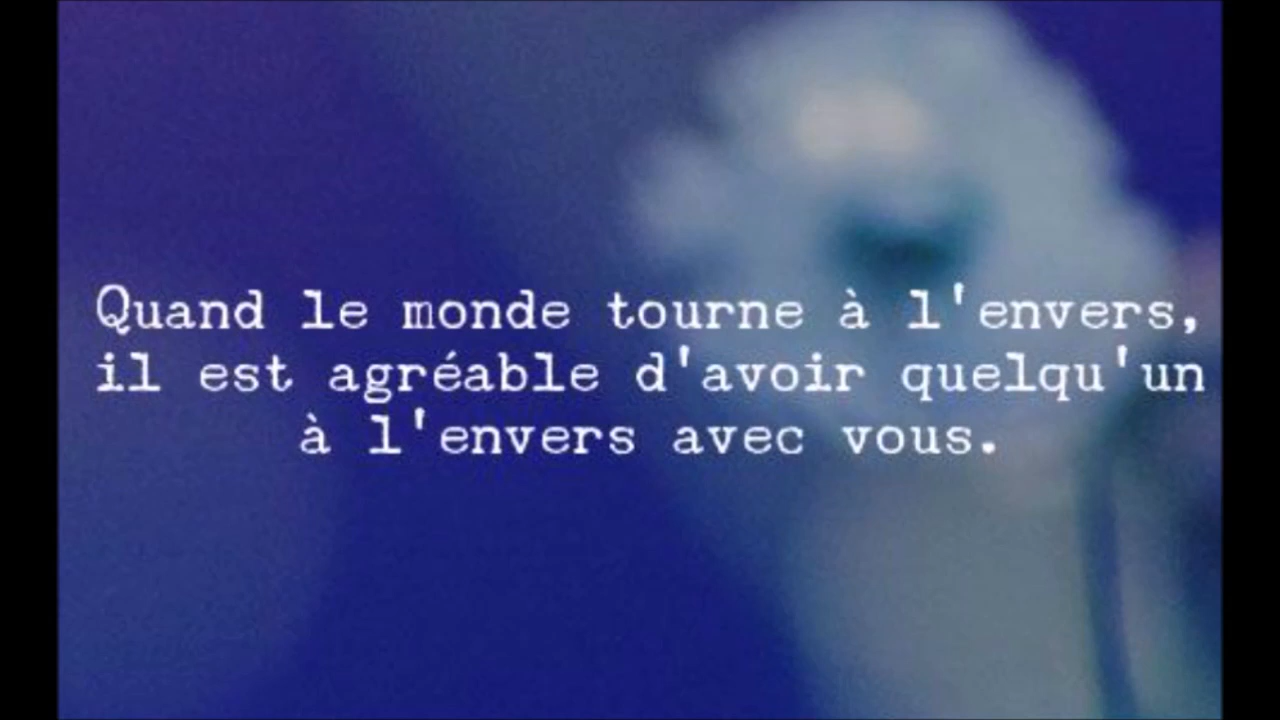 Quand le monde tourne à l'envers,
il est agréable d'avoir quelqu'un
à l'envers avec vous.